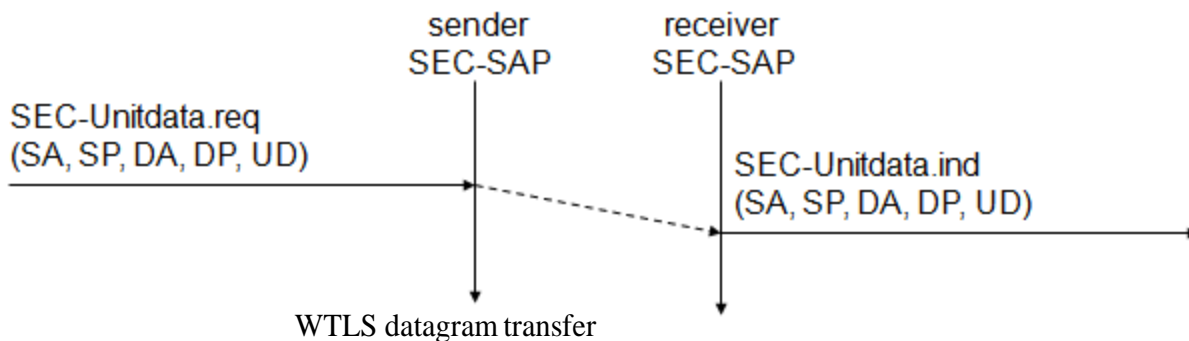 sender
SEC-SAP
receiver
SEC-SAP
SEC-Unitdata.req
(SA, SP, DA, DP, UD)
SEC-Unitdata.ind
(SA, SP, DA, DP, UD)
WTLS datagram transfer